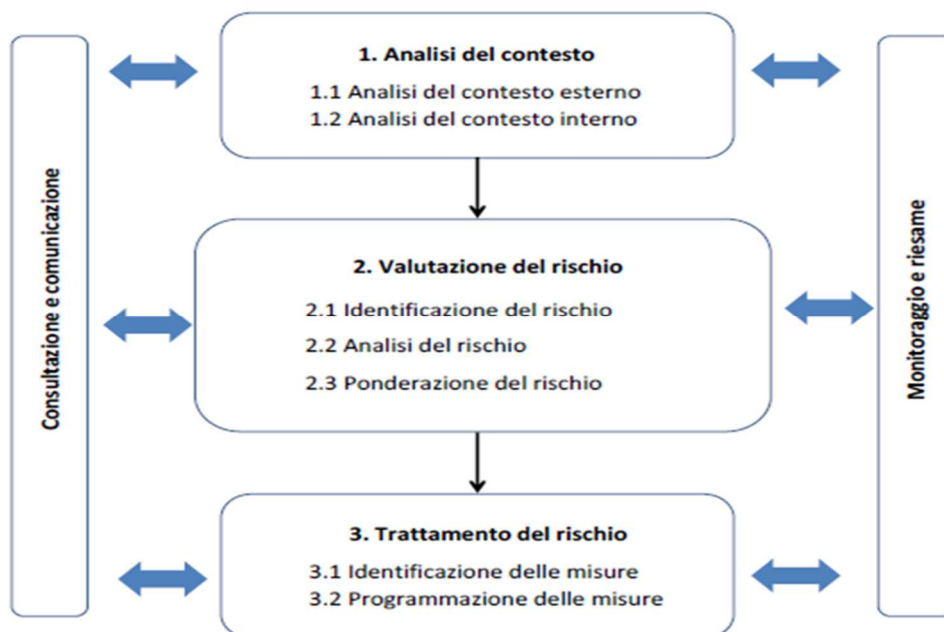 Consultazione e comunicazione
1. Analisi del contesto
1.1 Analisi del contesto esterno
1.2 Analisi del contesto interno
2. Valutazione del rischio
2.1 Identificazione del rischio
2.2 Analisi del rischio
2.3 Ponderazione del rischio
3. Trattamento del rischio
3.1 Identificazione delle misure
3.2 Programmazione delle misure
Monitoraggio e riesame